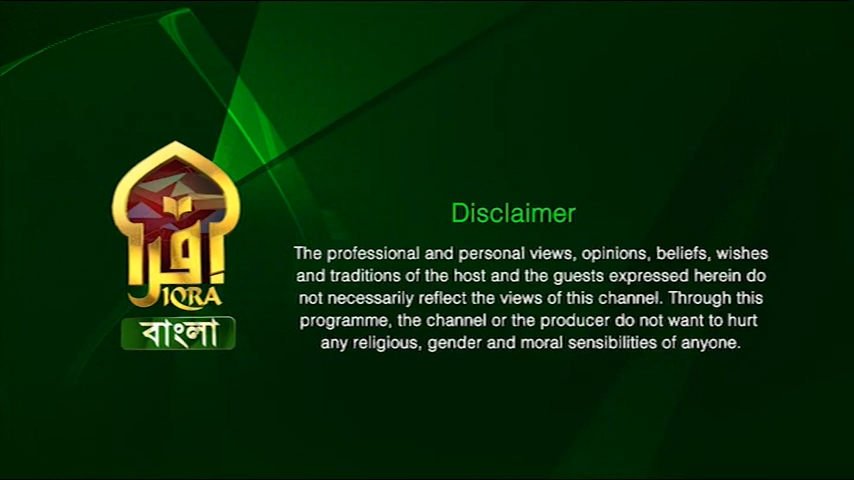 اقرأ
IQRA
বাংলা
Disclaimer
The professional and personal views, opinions, beliefs, wishes
and traditions of the host and the guests expressed herein do
not necessarily reflect the views of this channel. Through this
programme, the channel or the producer do not want to hurt
any religious, gender and moral sensibilities of anyone.